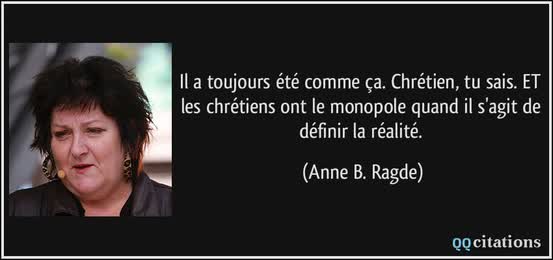 Il a toujours été comme ça. Chrétien, tu sais. ET
les chrétiens ont le monopole quand il s'agit de
définir la réalité.
(Anne B. Ragde)
QQcitations